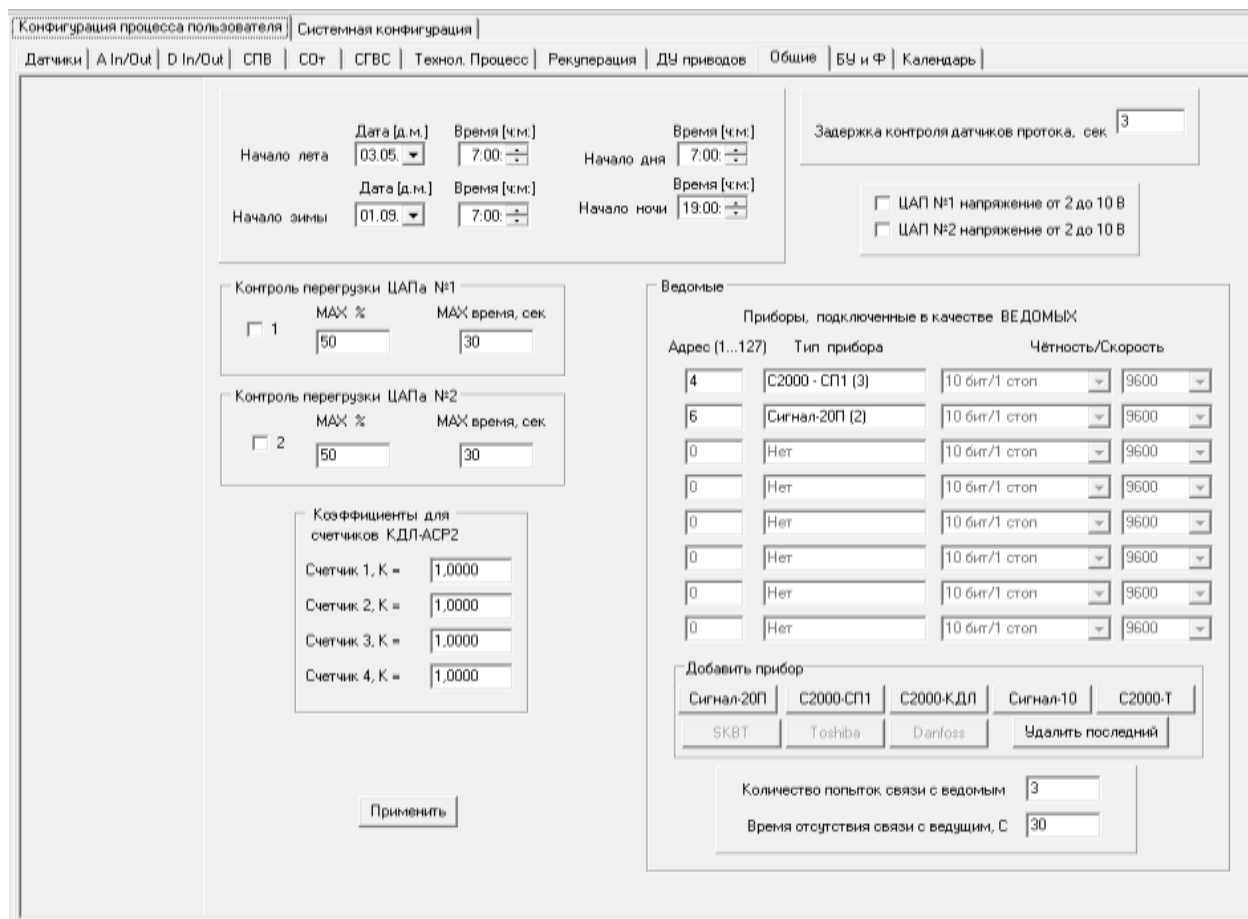 Конфигурация процесса пользователя Системная конфигурация
Датчики A In/Out D In/Out СПВ СОт СГВС Технол. Процесс Рекуперация ДУ приводов Общие БУ и Ф Календарь
Дата [д.м.] Время [ч:м:]
Начало лета 03.05. 7:00:
Дата [д.м.] Время [ч:м:]
Начало зимы 01.09. 7:00:
Время [ч:м:]
Начало дня 7:00:
Время [ч:м:]
Начало ночи 19:00:
Задержка контроля датчиков протока, сек 3
ЦАП №1 напряжение от 2 до 10 В
ЦАП №2 напряжение от 2 до 10 В
Контроль перегрузки ЦАПа №1
MAX % MAX время, сек
1 50 30
Контроль перегрузки ЦАПа №2
MAX % MAX время, сек
2 50 30
Коэффициенты для
счетчиков КДЛ-АСР2
Счетчик 1, K = 1,0000
Счетчик 2, K = 1,0000
Счетчик 3, K = 1,0000
Счетчик 4, K = 1,0000
Применить
Ведомые
Приборы, подключенные в качестве ВЕДОМЫХ
Адрес (1...127) Тип прибора Чётность/Скорость
4 С2000 - СП1 (3) 10 бит/1 стоп 9600
6 Сигнал-20П (2) 10 бит/1 стоп 9600
0 Нет 10 бит/1 стоп 9600
0 Нет 10 бит/1 стоп 9600
0 Нет 10 бит/1 стоп 9600
0 Нет 10 бит/1 стоп 9600
0 Нет 10 бит/1 стоп 9600
0 Нет 10 бит/1 стоп 9600
Добавить прибор
Сигнал-20П С2000-СП1 С2000-КДЛ Сигнал-10 С2000-Т
SKBT Toshiba Danfoss Удалить последний
Количество попыток связи с ведомым 3
Время отсутствия связи с ведущим, С 30